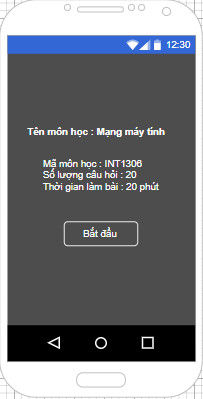 12:30
Tên môn học : Mạng máy tính
Mã môn học : INT1306
Số lượng câu hỏi : 20
Thời gian làm bài : 20 phút
Bắt đầu